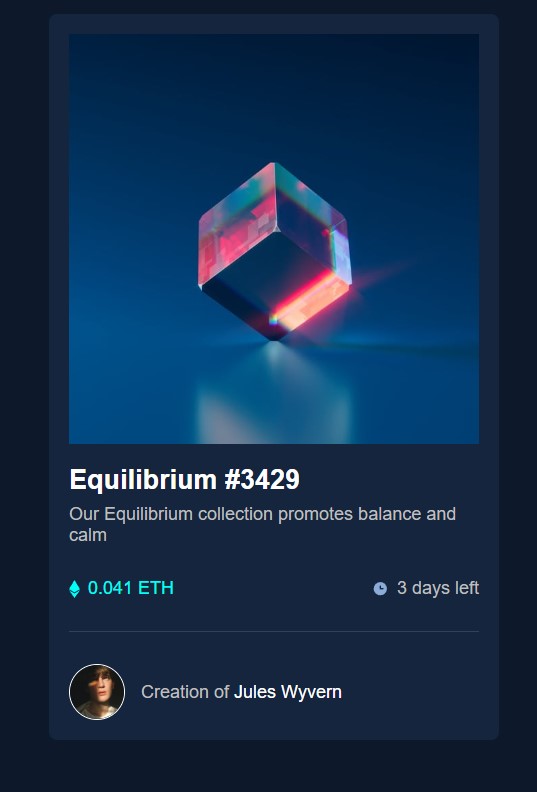 Equilibrium #3429
Our Equilibrium collection promotes balance and
calm
0.041 ETH
3 days left
Creation of Jules Wyvern